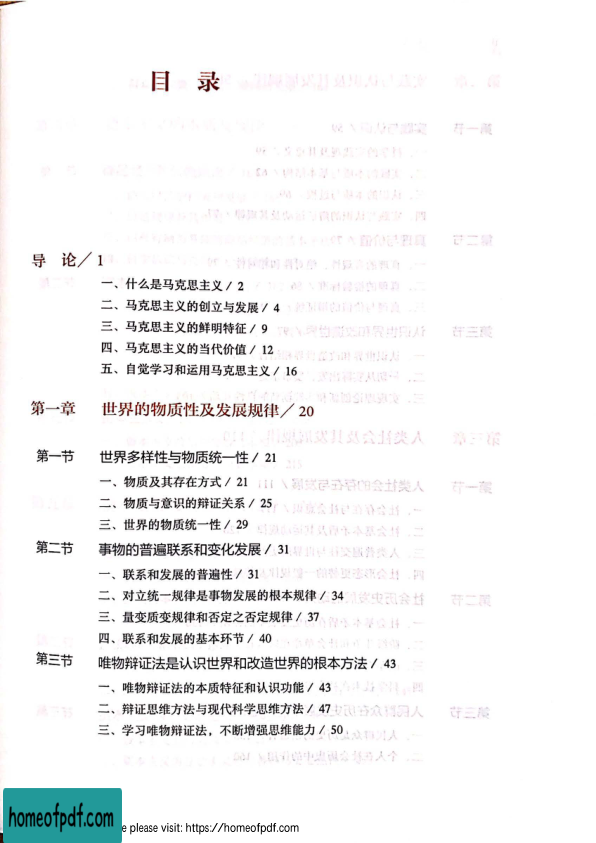 目 录
导 论／1
一、什么是马克思主义 / 2
二、马克思主义的创立与发展 / 4
三、马克思主义的鲜明特征 / 9
四、马克思主义的当代价值 / 12
五、自觉学习和运用马克思主义 / 16
第一章 世界的物质性及发展规律／20
第一节 世界多样性与物质统一性 / 21
一、物质及其存在方式 / 21
二、物质与意识的辩证关系 / 25
三、世界的物质统一性 / 29
第二节 事物的普遍联系和变化发展 / 31
一、联系和发展的普遍性 / 31
二、对立统一规律是事物发展的根本规律 / 34
三、量变质变规律和否定之否定规律 / 37
四、联系和发展的基本环节 / 40
第三节 唯物辩证法是认识世界和改造世界的根本方法 / 43
一、唯物辩证法的本质特征和认识功能 / 43
二、辩证思维方法与现代科学思维方法 / 47
三、学习唯物辩证法，不断增强思维能力 / 50
homeofpdf.com
e please visit: https://homeofpdf.com